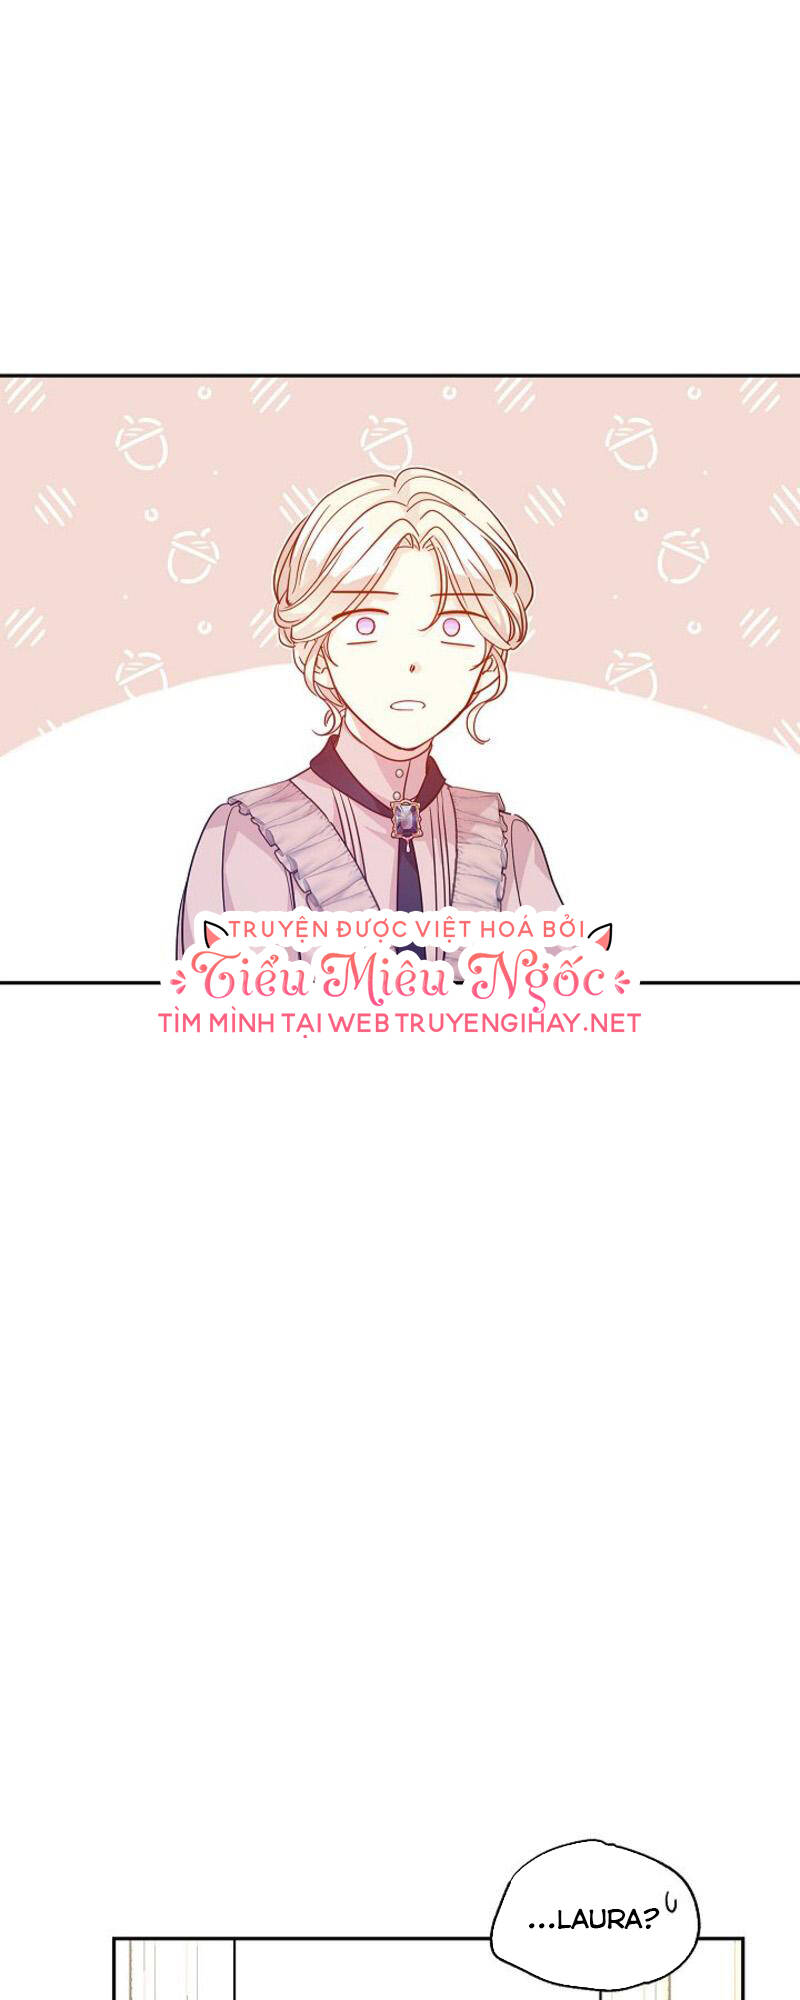 TRUYỆN ĐƯỢC VIỆT HOÁ BỞI
Tiểu Miêu Ngốc
TÌM MÌNH TẠI WEB TRUYENGIHAY.NET
...LAURA?